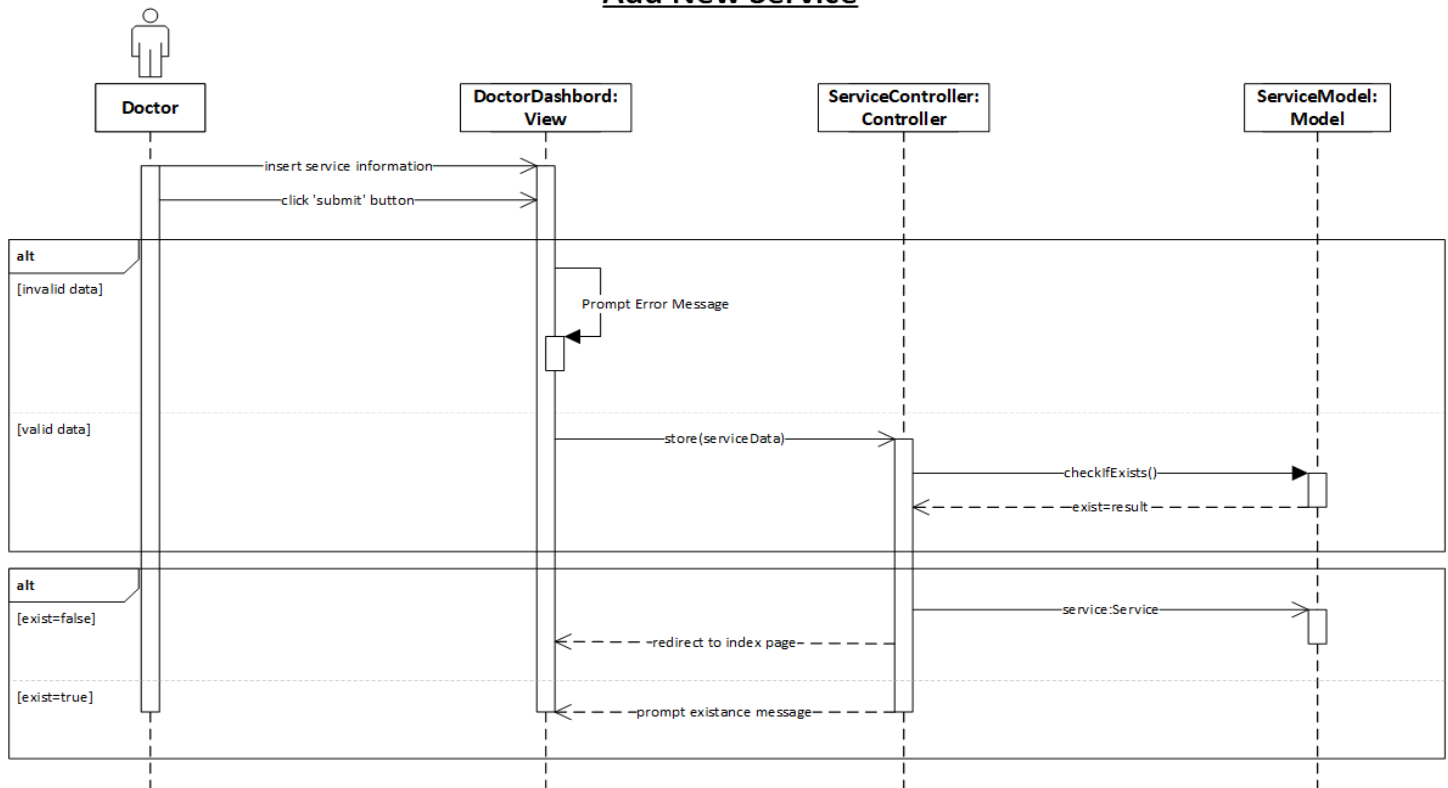 Add New Service
Doctor
DoctorDashbord:
View
ServiceController:
Controller
ServiceModel:
Model
insert service information
click 'submit' button
alt
[invalid data]
Prompt Error Message
[valid data]
store(serviceData)
checkIfExists()
exist=result
alt
[exist=false]
service:Service
redirect to index page
[exist=true]
prompt existance message